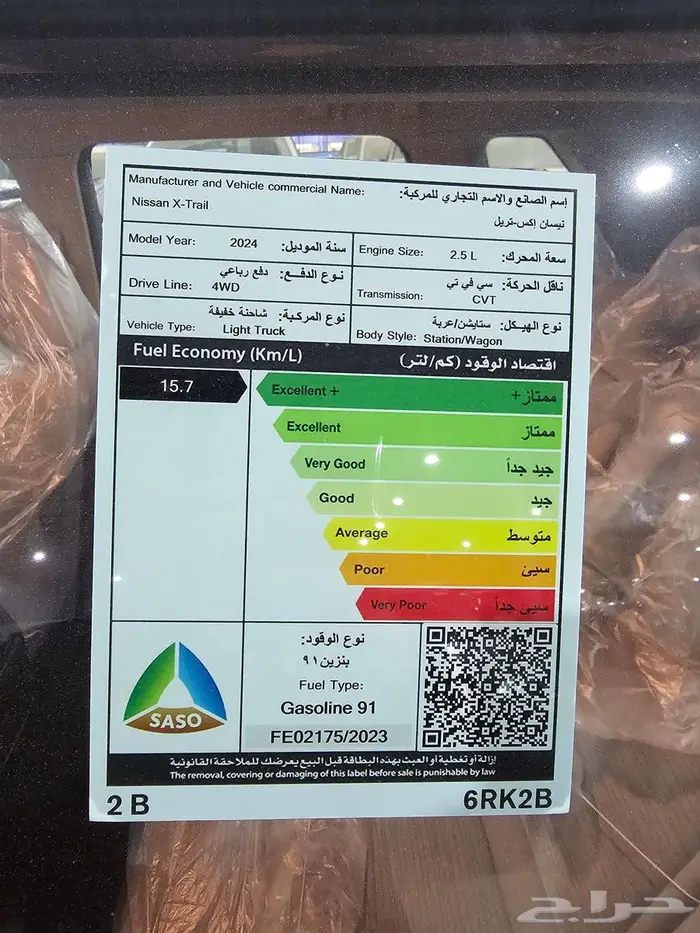 Manufacturer and Vehicle commercial Name: إسم الصانع والاسم التجاري للمركبة:
Nissan X-Trail نيسان إكس-تريل
Model Year: 2024 سنة الموديل:
Engine Size: 2.5 L سعة المحرك:
نوع الدفع: دفع رباعي
Drive Line: 4WD
ناقل الحركة: سي في تي
Transmission: CVT
نوع المركبة: شاحنة خفيفة
Vehicle Type: Light Truck
نوع الهيكل: ستايشن/عربة
Body Style: Station/Wagon
Fuel Economy (Km/L) اقتصاد الوقود (كم/لتر)
15.7
Excellent + ممتاز+
Excellent ممتاز
Very Good جيد جداً
Good جيد
Average متوسط
Poor سيئ
Very Poor سيئ جداً
SASO
نوع الوقود:
بنزين ٩١
Fuel Type:
Gasoline 91
FE02175/2023
إزالة أو تغطية أو العبث بهذه البطاقة قبل البيع يعرضك للملاحقة القانونية
The removal, covering or damaging of this label before sale is punishable by law
2 B 6RK2B
حراج